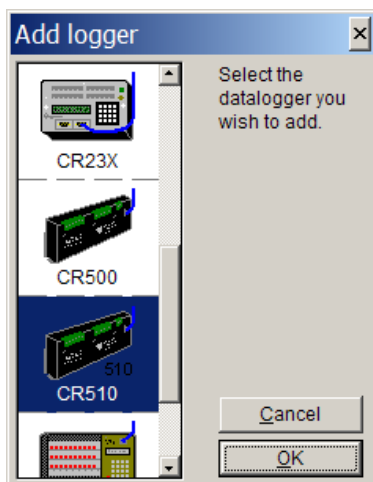 Add logger
Select the
datalogger you
wish to add.
CR23X
CR500
510
CR510
Cancel
OK